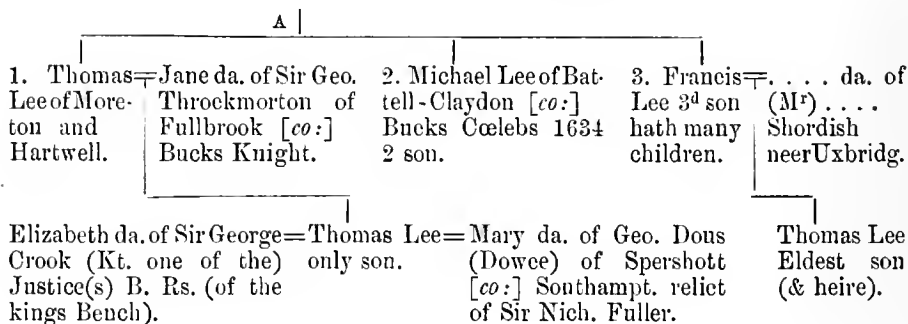 A
1. Thomas
Lee of More-
ton and
Hartwell.
Jane da. of Sir Geo.
Throckmorton of
Fullbrook [co:]
Bucks Knight.
2. Michael Lee of Bat-
tell-Claydon [co:]
Bucks Cœlebs 1634
2 son.
3. Francis
Lee 3d son
hath many
children.
. . . . da. of
(Mr) . . . .
Shordish
neer Uxbridg.
Elizabeth da. of Sir George
Crook (Kt. one of the)
Justice(s) B. Rs. (of the
kings Bench).
Thomas Lee
only son.
Mary da. of Geo. Dous
(Dowce) of Spershott
[co:] Southampt. relict
of Sir Nich. Fuller.
Thomas Lee
Eldest son
(& heire).